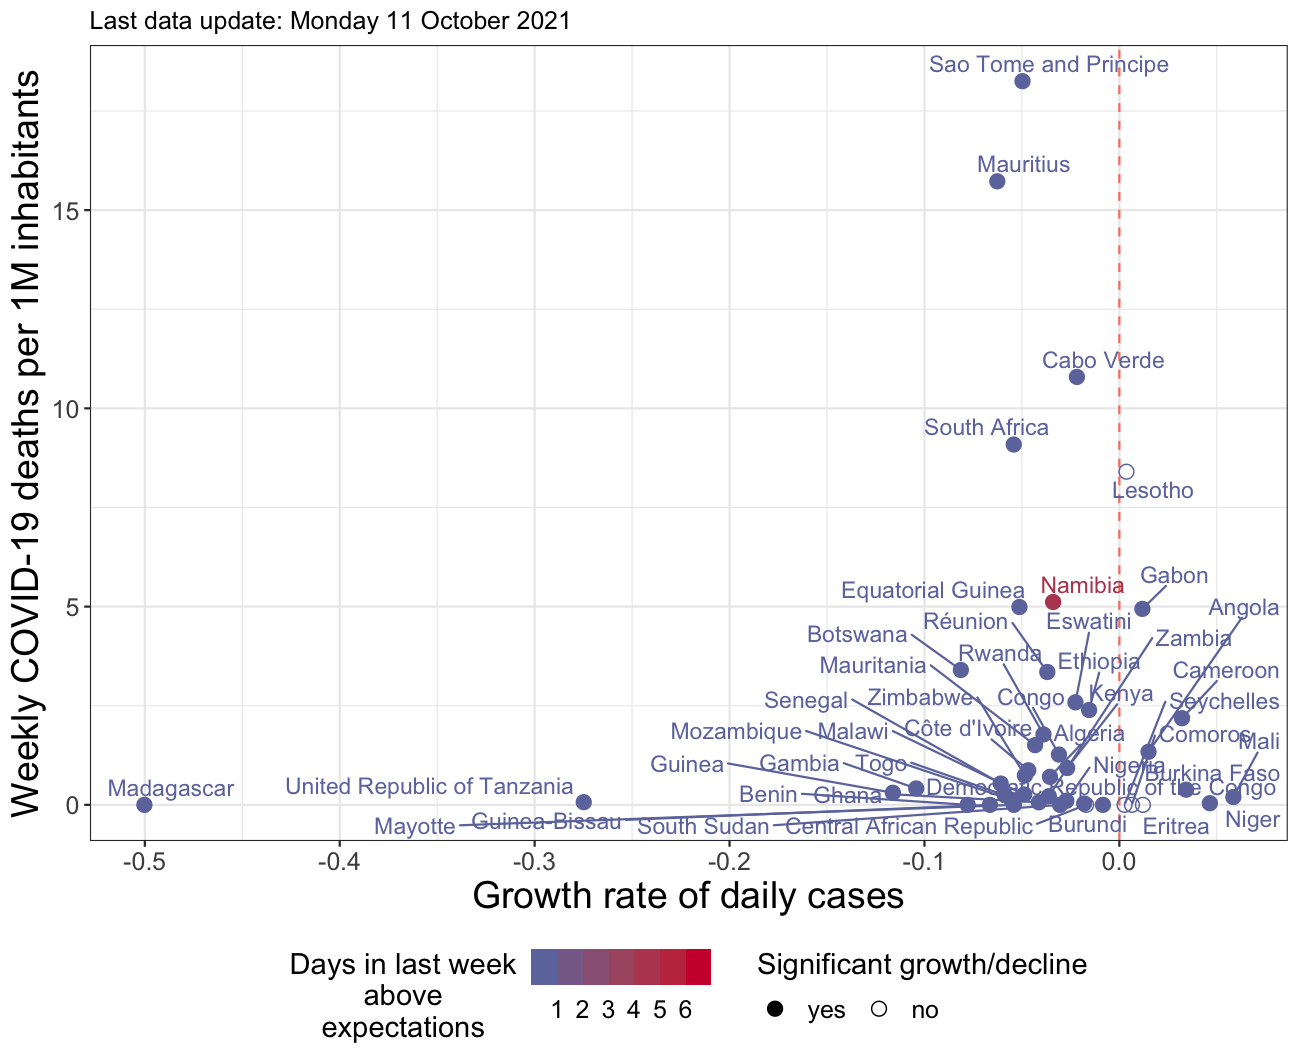 Last data update: Monday 11 October 2021
Weekly COVID-19 deaths per 1M inhabitants
15
10
5
0
Sao Tome and Principe
Mauritius
Cabo Verde
South Africa
Lesotho
Gabon
Equatorial Guinea
Namibia
Angola
Réunion
Eswatini
Botswana
Zambia
Rwanda
Ethiopia
Mauritania
Cameroon
Senegal
Zimbabwe
Congo
Kenya
Seychelles
Mozambique
Malawi
Côte d'Ivoire
Algeria
Comoros
Mali
Guinea
Gambia
Togo
Nigeria
Burkina Faso
Madagascar
United Republic of Tanzania
Democratic Republic of the Congo
Benin
Ghana
Mayotte
Guinea-Bissau
South Sudan
Central African Republic
Burundi
Eritrea
Niger
-0.5
-0.4
-0.3
-0.2
-0.1
0.0
Growth rate of daily cases
Days in last week
above
expectations
1 2 3 4 5 6
Significant growth/decline
yes
no